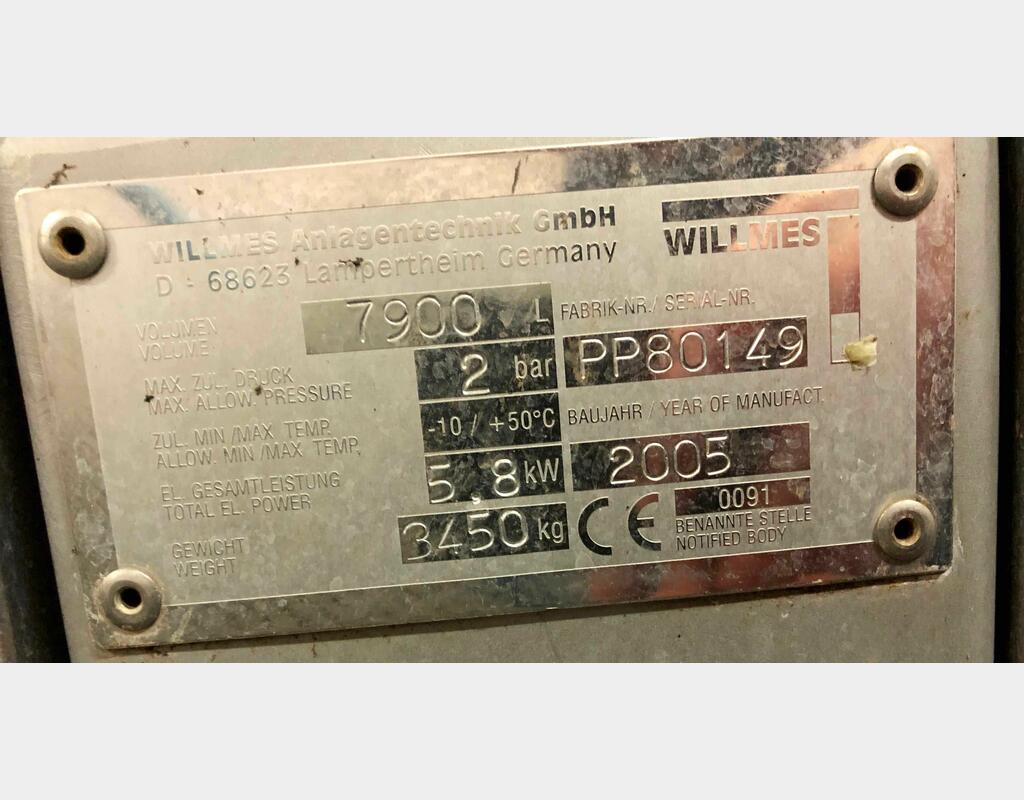 WILLMES Anlagentechnik GmbH
D - 68623 Lampertheim Germany
WILLMES
VOLUMEN
VOLUME
7900 L
MAX. ZUL. DRUCK
MAX. ALLOW. PRESSURE
2 bar
ZUL. MIN /MAX TEMP.
ALLOW. MIN /MAX TEMP.
-10 / +50°C
EL. GESAMTLEISTUNG
TOTAL EL. POWER
5.8 kW
GEWICHT
WEIGHT
3450 kg
FABRIK-NR./ SERIAL-NR.
PP80149
BAUJAHR / YEAR OF MANUFACT.
2005
CE
0091
BENANNTE STELLE
NOTIFIED BODY